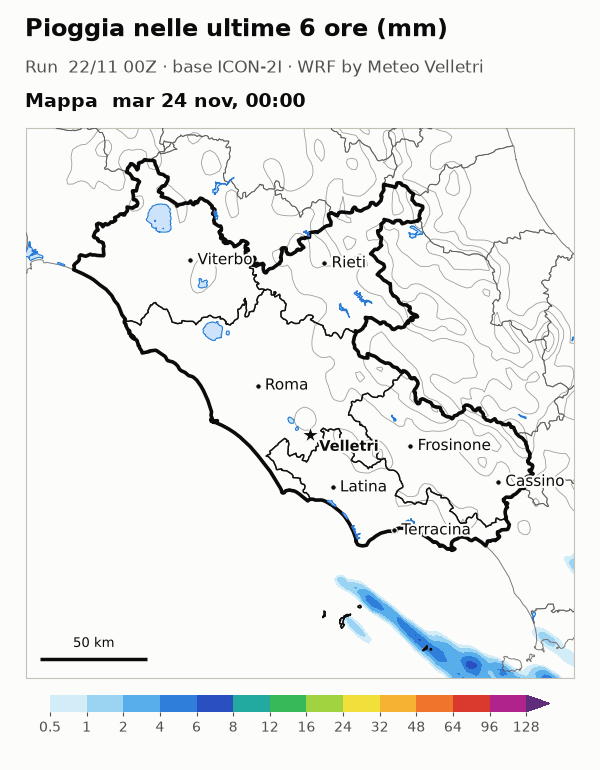 Pioggia nelle ultime 6 ore (mm)
Run  22/11 00Z · base ICON-2I · WRF by Meteo Velletri
Mappa  mar 24 nov, 00:00
Viterbo
Rieti
Roma
Velletri
Frosinone
Latina
Cassino
Terracina
50 km
0.5 1 2 4 6 8 12 16 24 32 48 64 96 128